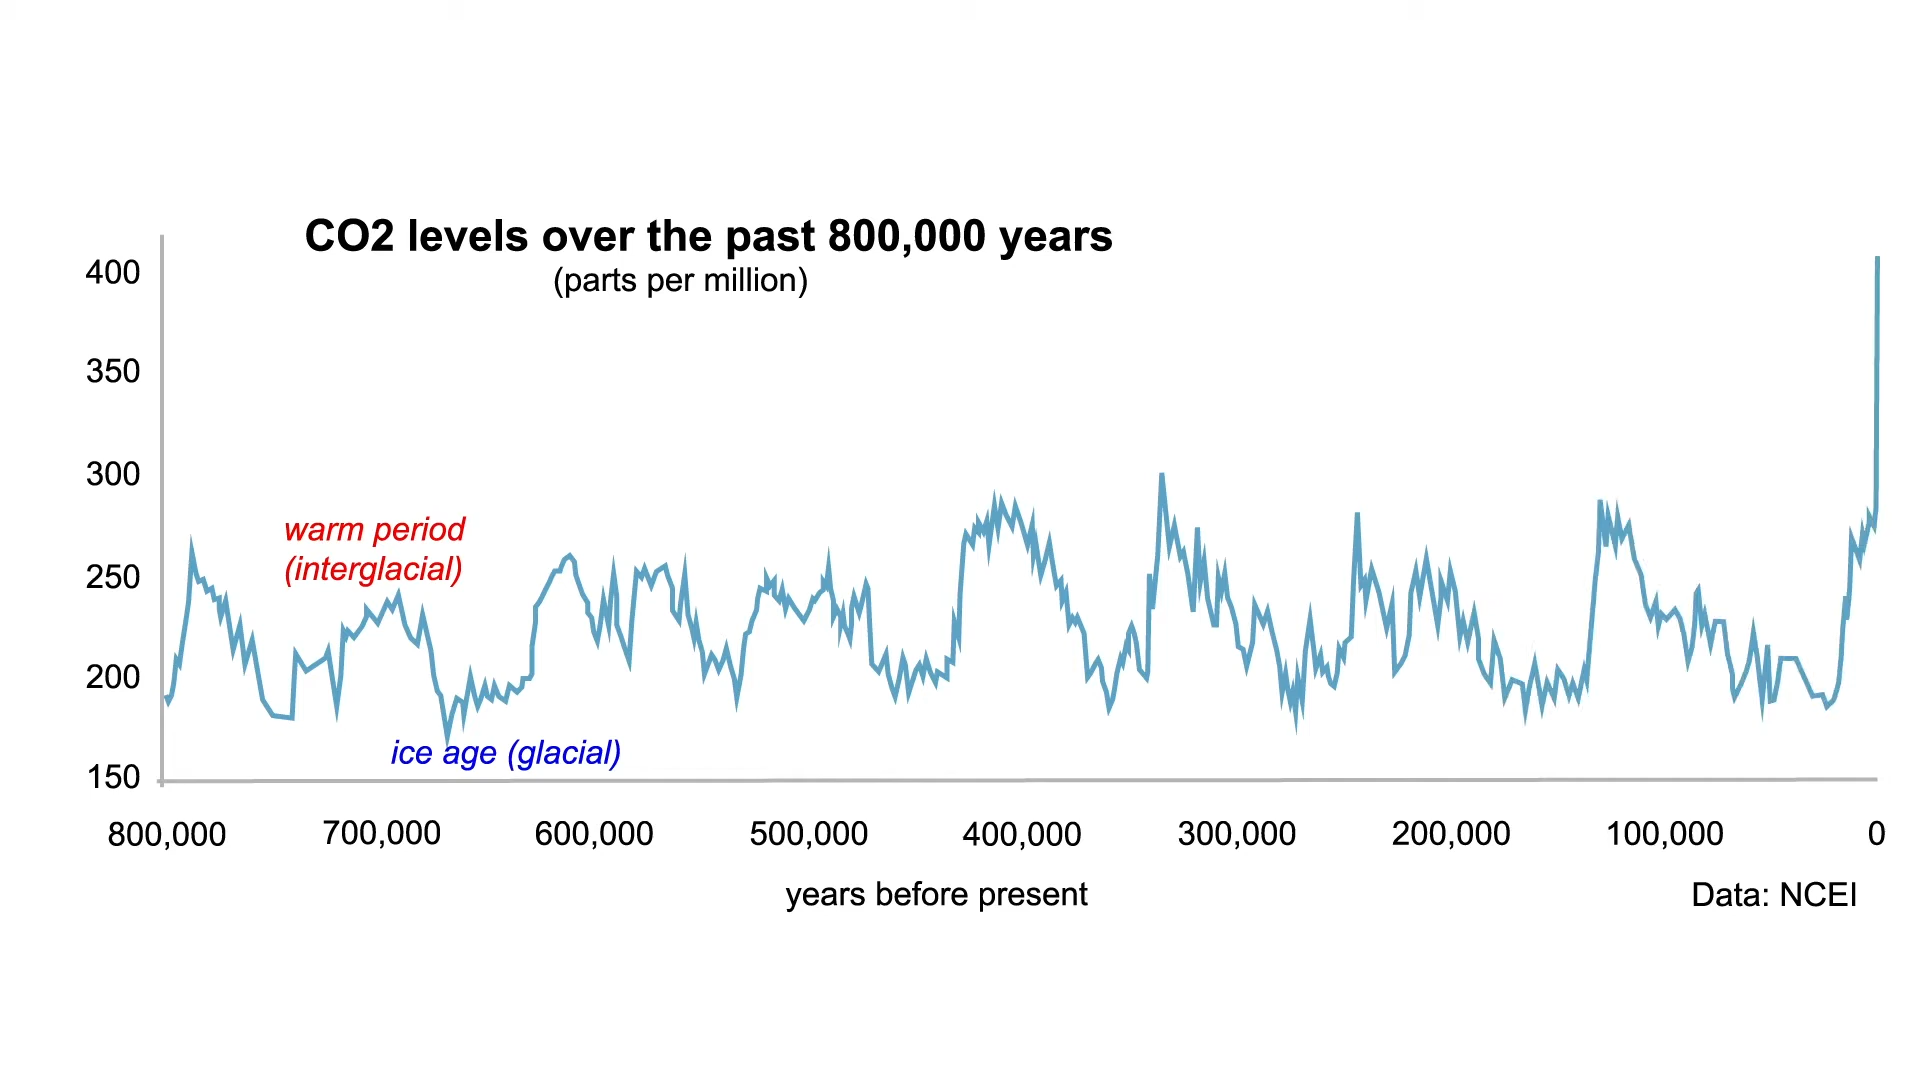 CO2 levels over the past 800,000 years
(parts per million)
400
350
300
250
200
150
warm period
(interglacial)
ice age (glacial)
800,000 700,000 600,000 500,000 400,000 300,000 200,000 100,000 0
years before present
Data: NCEI